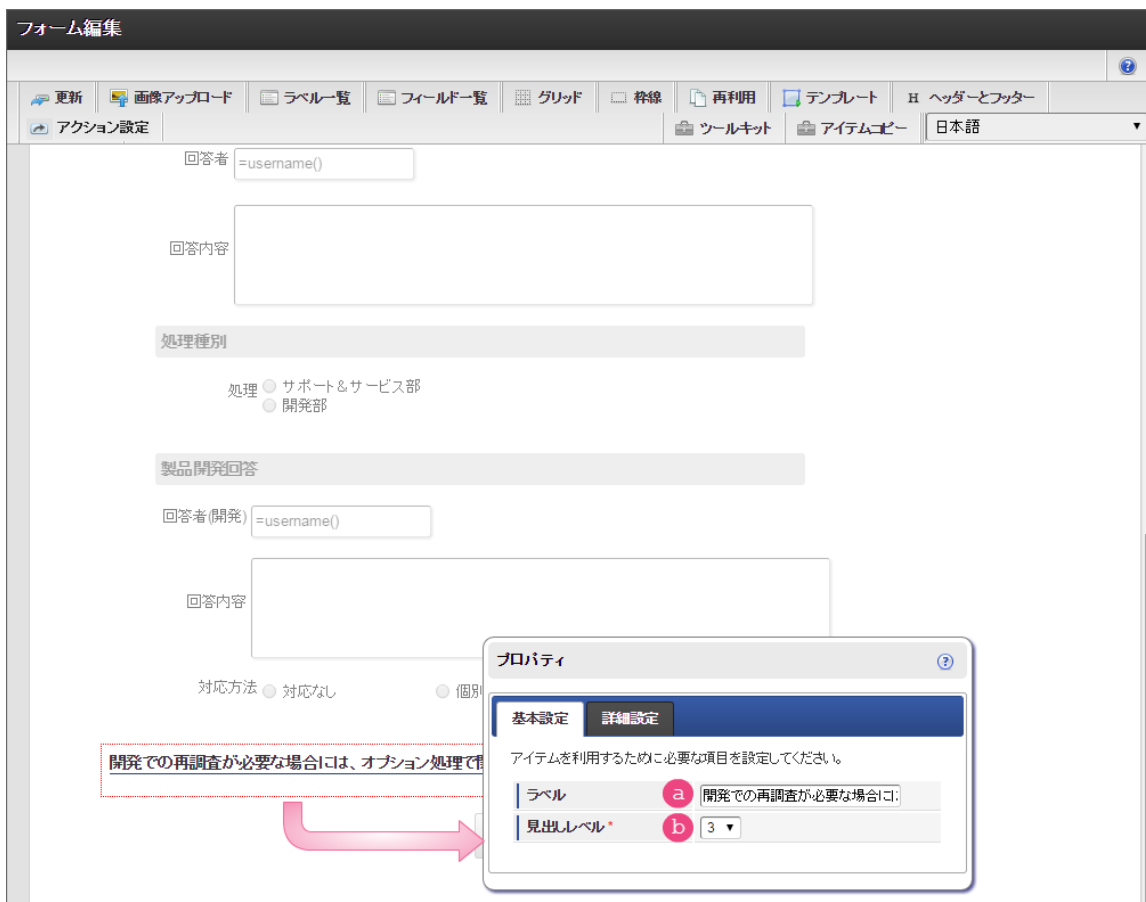 フォーム編集
更新 画像アップロード ラベル一覧 フィールド一覧 グリッド 枠線 再利用 テンプレート H ヘッダーとフッター
アクション設定 ツールキット アイテムコピー 日本語
回答者 =username()
回答内容
処理種別
処理 サポート&サービス部
開発部
製品開発回答
回答者(開発) =username()
回答内容
対応方法 対応なし 個別
プロパティ
基本設定 詳細設定
開発での再調査が必要な場合には、オプション処理で
アイテムを利用するために必要な項目を設定してください。
ラベル a 開発での再調査が必要な場合に
見出しレベル* b 3